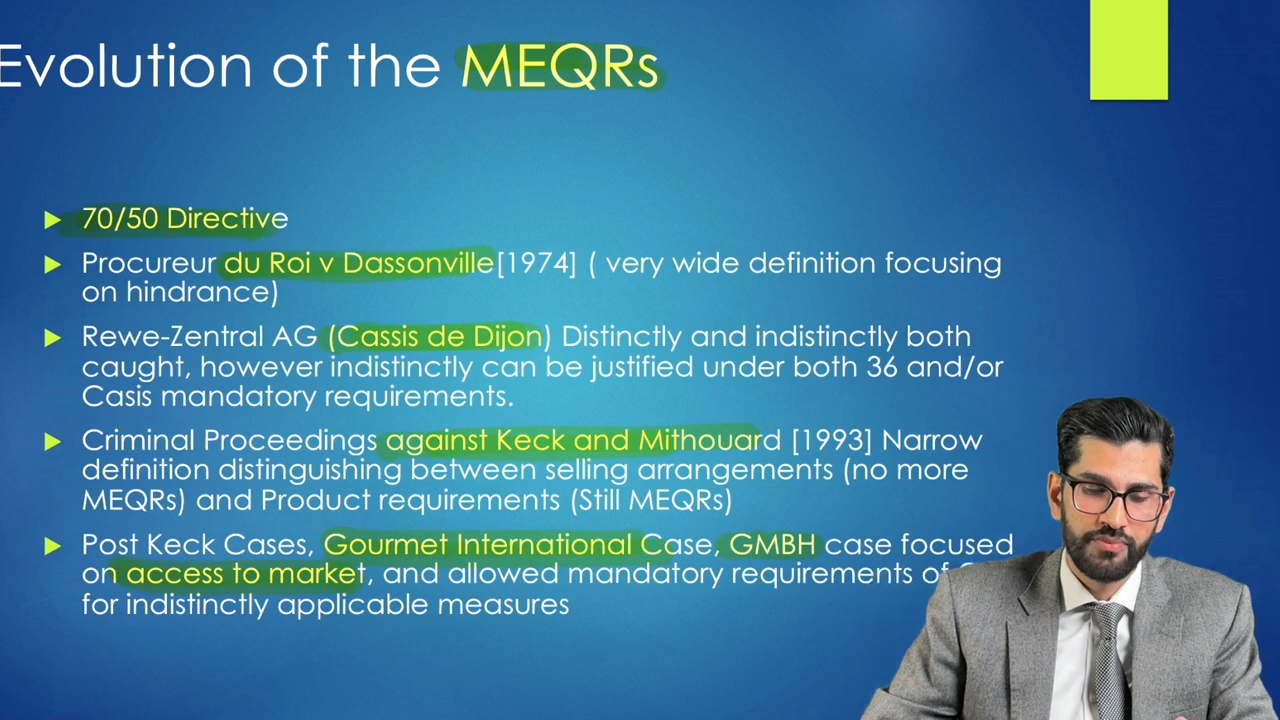 Evolution of the MEQRs
70/50 Directive
Procureur du Roi v Dassonville[1974] ( very wide definition focusing
on hindrance)
Rewe-Zentral AG (Cassis de Dijon) Distinctly and indistinctly both
caught, however indistinctly can be justified under both 36 and/or
Casis mandatory requirements.
Criminal Proceedings against Keck and Mithouard [1993] Narrow
definition distinguishing between selling arrangements (no more
MEQRs) and Product requirements (Still MEQRs)
Post Keck Cases, Gourmet International Case, GMBH case focused
on access to market, and allowed mandatory requirements of
for indistinctly applicable measures